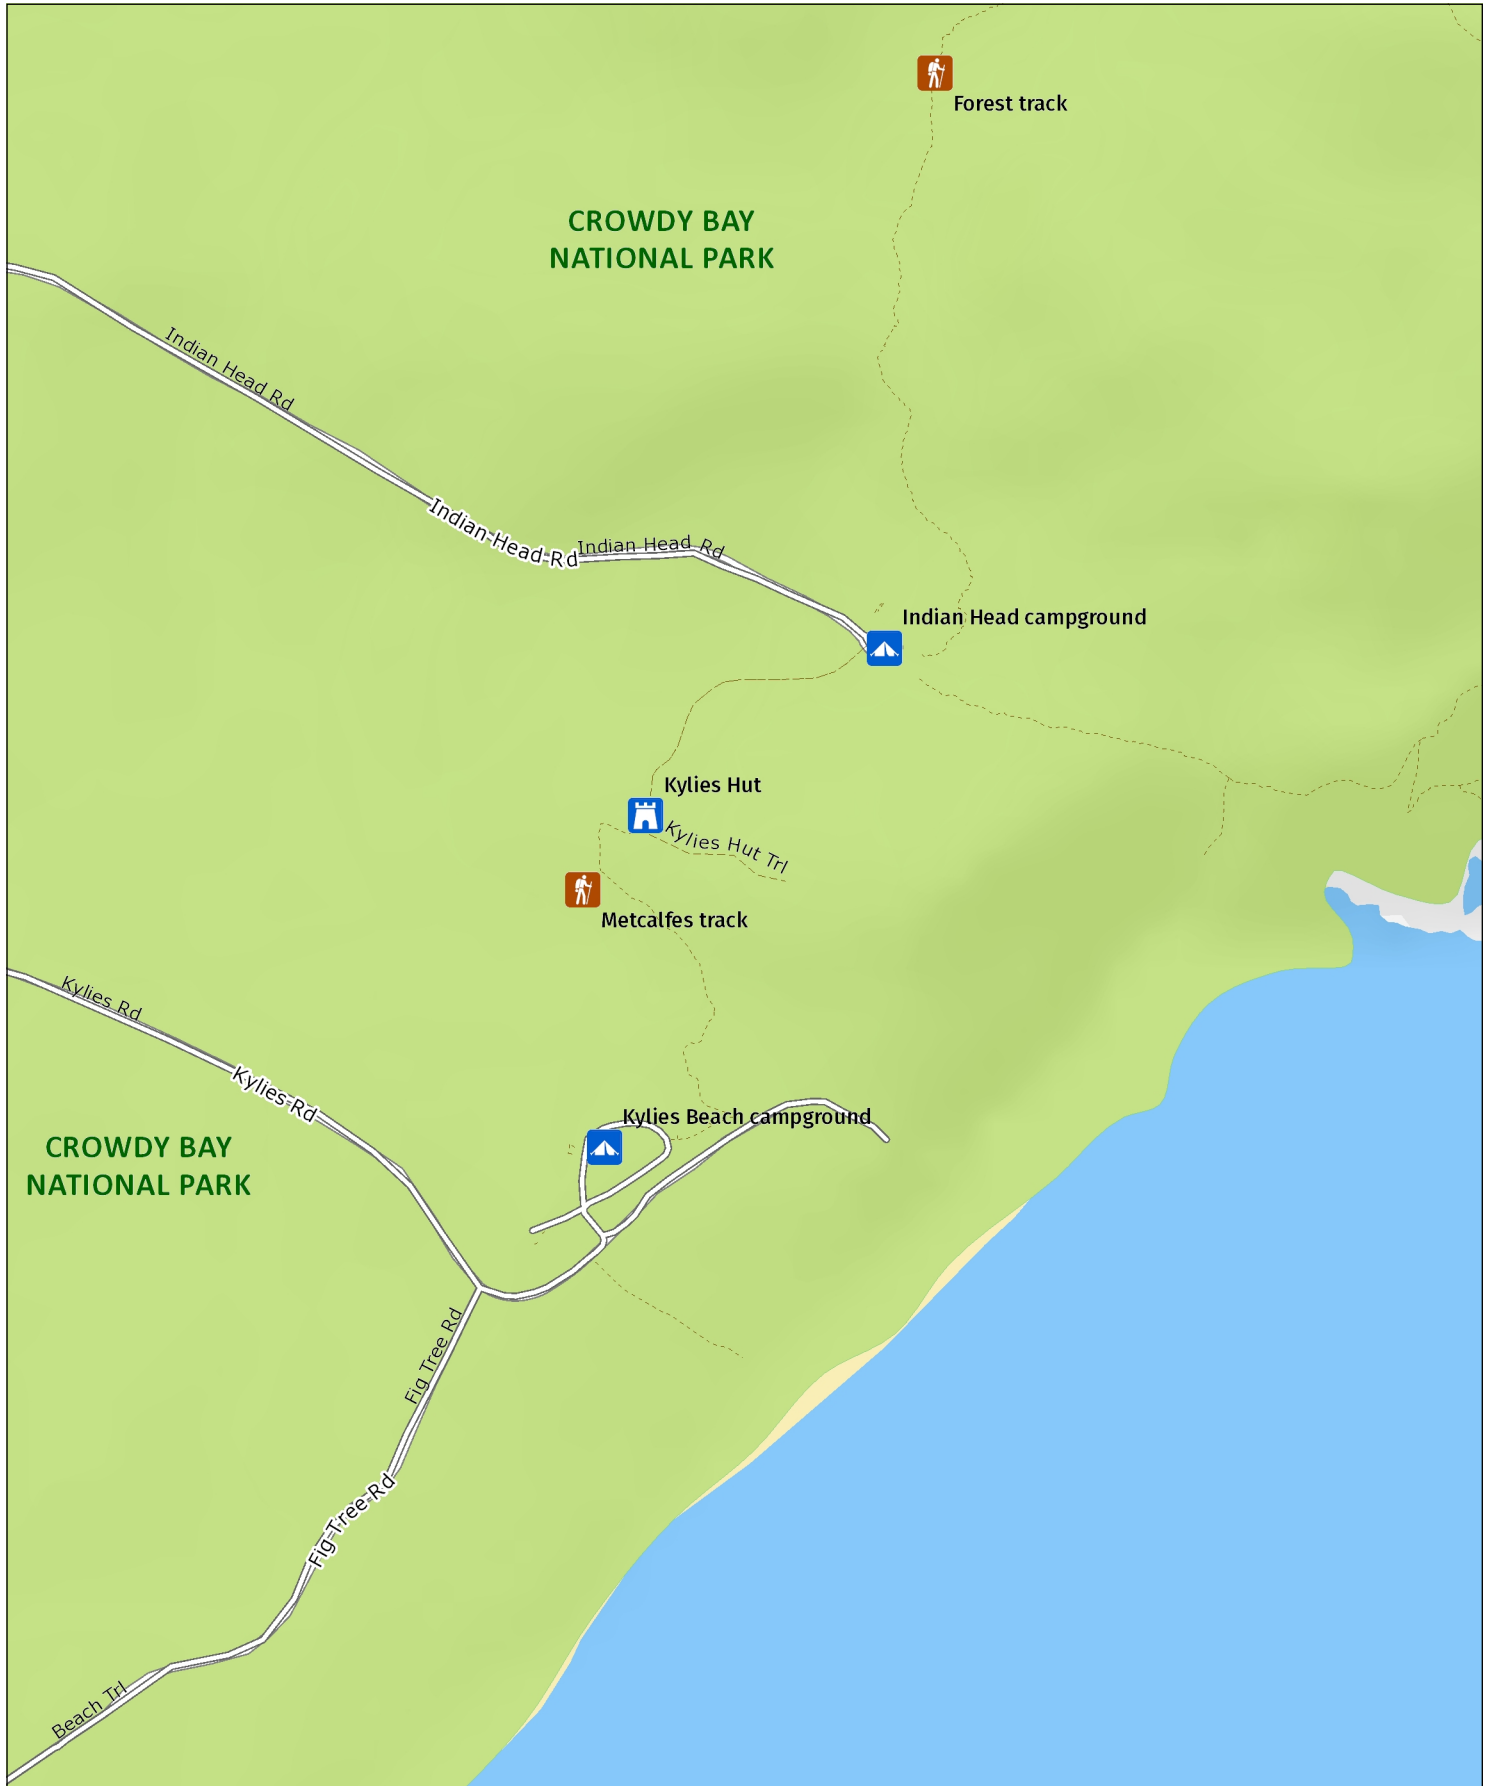 Forest track
CROWDY BAY
NATIONAL PARK
Indian Head Rd
Indian Head Rd
Indian Head Rd
Indian Head campground
Kylies Hut
Kylies Hut Trl
Metcalfes track
Kylies Rd
Kylies Rd
Kylies Beach campground
CROWDY BAY
NATIONAL PARK
Fig Tree Rd
Fig Tree Rd
Beach Trl